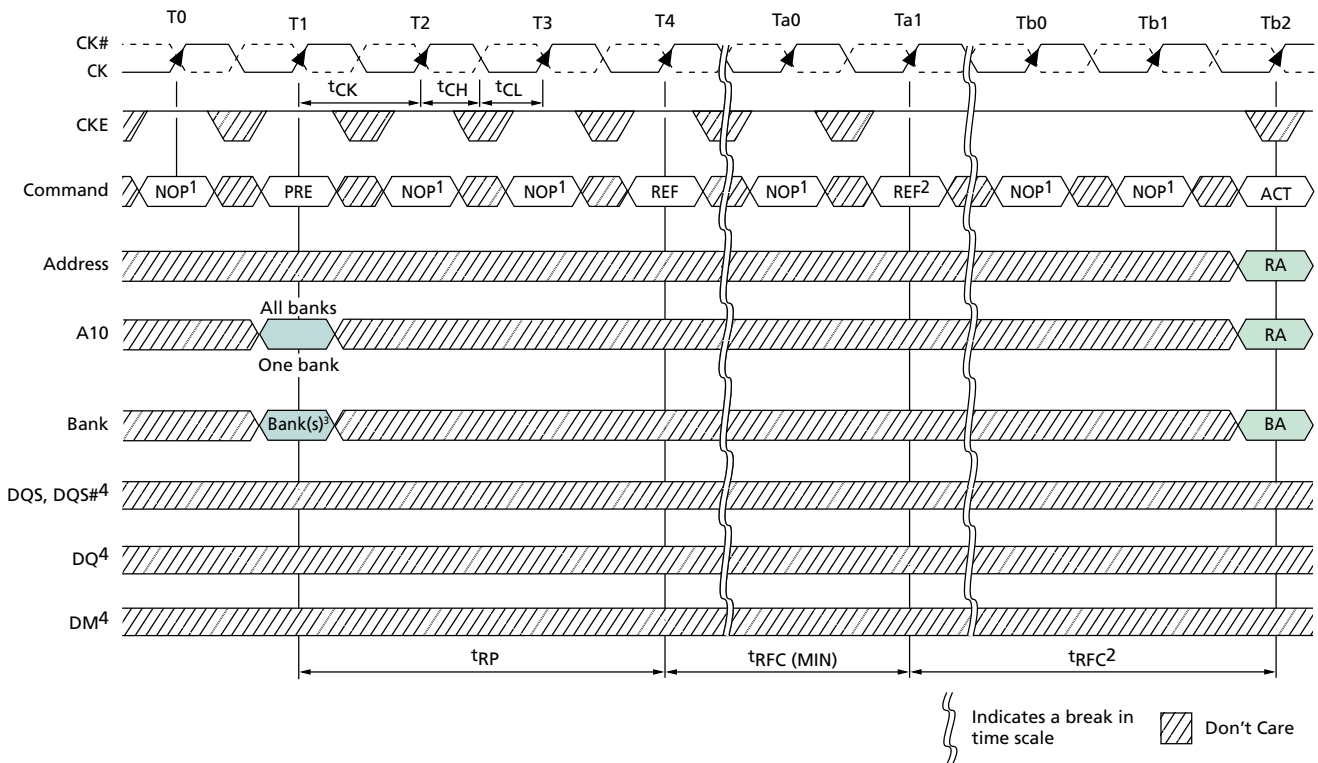 T0 T1 T2 T3 T4 Ta0 Ta1 Tb0 Tb1 Tb2
CK#
CK
tCK tCH tCL
CKE
Command NOP1 PRE NOP1 NOP1 REF NOP1 REF2 NOP1 NOP1 ACT
Address RA
All banks
A10 RA
One bank
Bank Bank(s)3 BA
DQS, DQS#4
DQ4
DM4
tRP tRFC (MIN) tRFC2
Indicates a break in
time scale
Don't Care